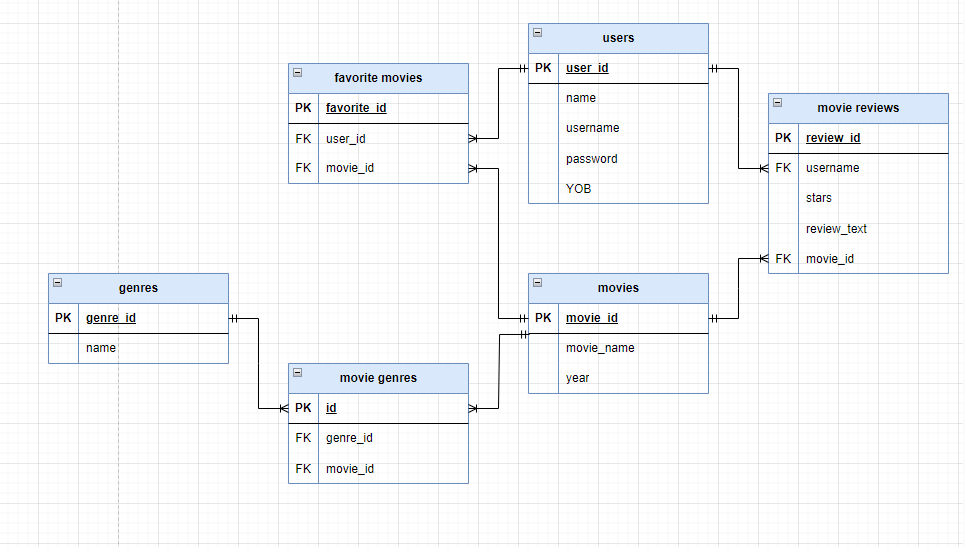 users
PK user_id
name
username
password
YOB
favorite movies
PK favorite_id
FK user_id
FK movie_id
movie reviews
PK review_id
FK username
stars
review_text
FK movie_id
genres
PK genre_id
name
movies
PK movie_id
movie_name
year
movie genres
PK id
FK genre_id
FK movie_id